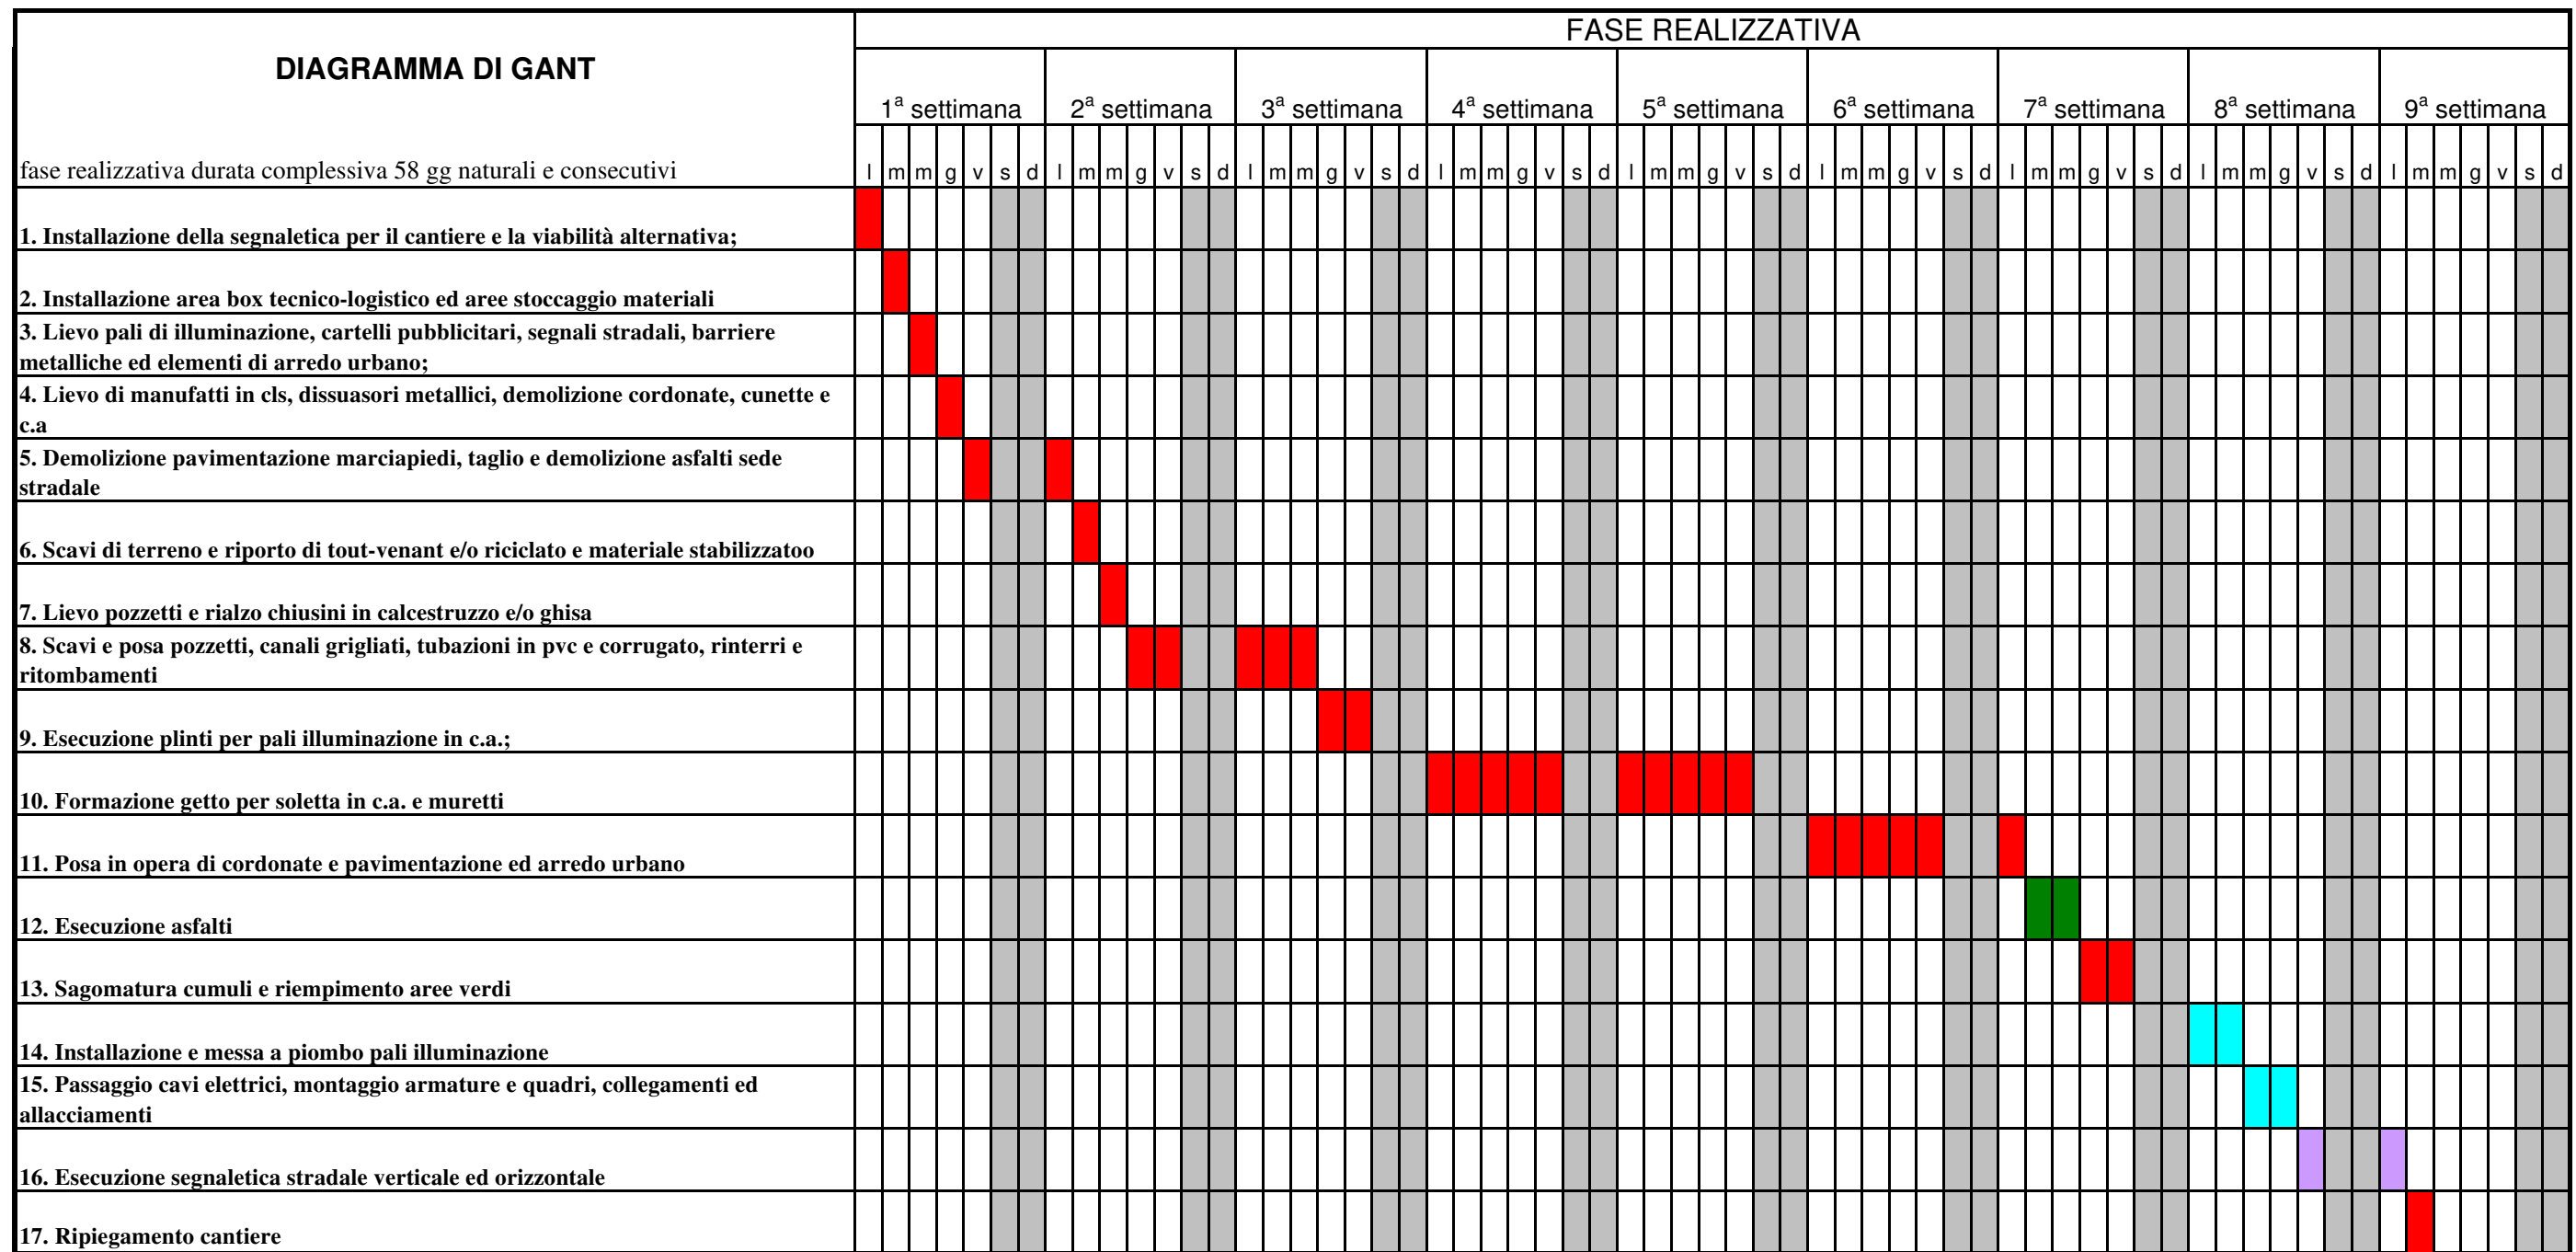 FASE REALIZZATIVA
DIAGRAMMA DI GANT
1ª settimana 2ª settimana 3ª settimana 4ª settimana 5ª settimana 6ª settimana 7ª settimana 8ª settimana 9ª settimana
fase realizzativa durata complessiva 58 gg naturali e consecutivi l m m g v s d l m m g v s d l m m g v s d l m m g v s d l m m g v s d l m m g v s d l m m g v s d l m m g v s d l m m g v s d
1. Installazione della segnaletica per il cantiere e la viabilità alternativa;
2. Installazione area box tecnico-logistico ed aree stoccaggio materiali
3. Lievo pali di illuminazione, cartelli pubblicitari, segnali stradali, barriere
metalliche ed elementi di arredo urbano;
4. Lievo di manufatti in cls, dissuasori metallici, demolizione cordonate, cunette e
c.a
5. Demolizione pavimentazione marciapiedi, taglio e demolizione asfalti sede
stradale
6. Scavi di terreno e riporto di tout-venant e/o riciclato e materiale stabilizzatoo
7. Lievo pozzetti e rialzo chiusini in calcestruzzo e/o ghisa
8. Scavi e posa pozzetti, canali grigliati, tubazioni in pvc e corrugato, rinterri e
ritombamenti
9. Esecuzione plinti per pali illuminazione in c.a.;
10. Formazione getto per soletta in c.a. e muretti
11. Posa in opera di cordonate e pavimentazione ed arredo urbano
12. Esecuzione asfalti
13. Sagomatura cumuli e riempimento aree verdi
14. Installazione e messa a piombo pali illuminazione
15. Passaggio cavi elettrici, montaggio armature e quadri, collegamenti ed
allacciamenti
16. Esecuzione segnaletica stradale verticale ed orizzontale
17. Ripiegamento cantiere